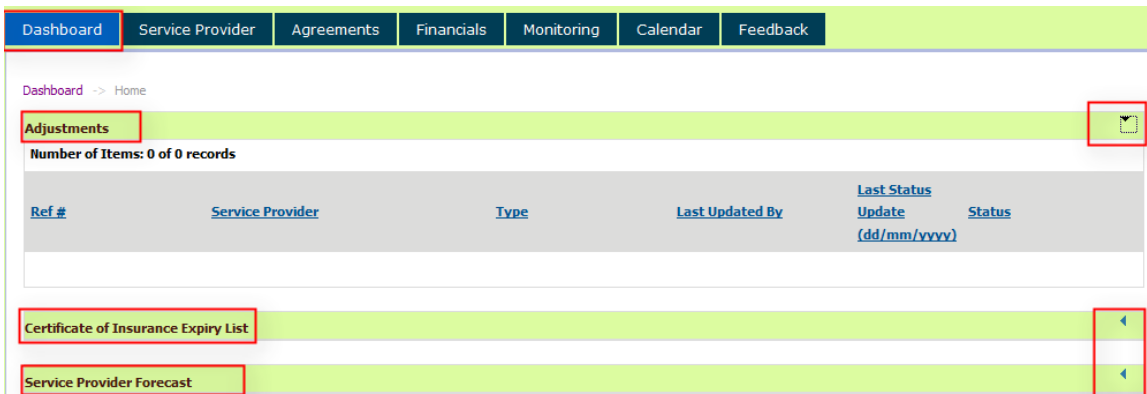 Dashboard Service Provider Agreements Financials Monitoring Calendar Feedback
Dashboard -> Home
Adjustments
Number of Items: 0 of 0 records
Ref # Service Provider Type Last Updated By Last Status Update (dd/mm/yyyy) Status
Certificate of Insurance Expiry List
Service Provider Forecast